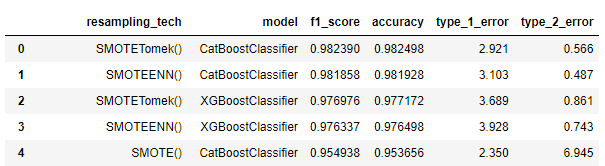 resampling_tech model f1_score accuracy type_1_error type_2_error
0 SMOTETomek() CatBoostClassifier 0.982390 0.982498 2.921 0.566
1 SMOTEENN() CatBoostClassifier 0.981858 0.981928 3.103 0.487
2 SMOTETomek() XGBoostClassifier 0.976976 0.977172 3.689 0.861
3 SMOTEENN() XGBoostClassifier 0.976337 0.976498 3.928 0.743
4 SMOTE() CatBoostClassifier 0.954938 0.953656 2.350 6.945